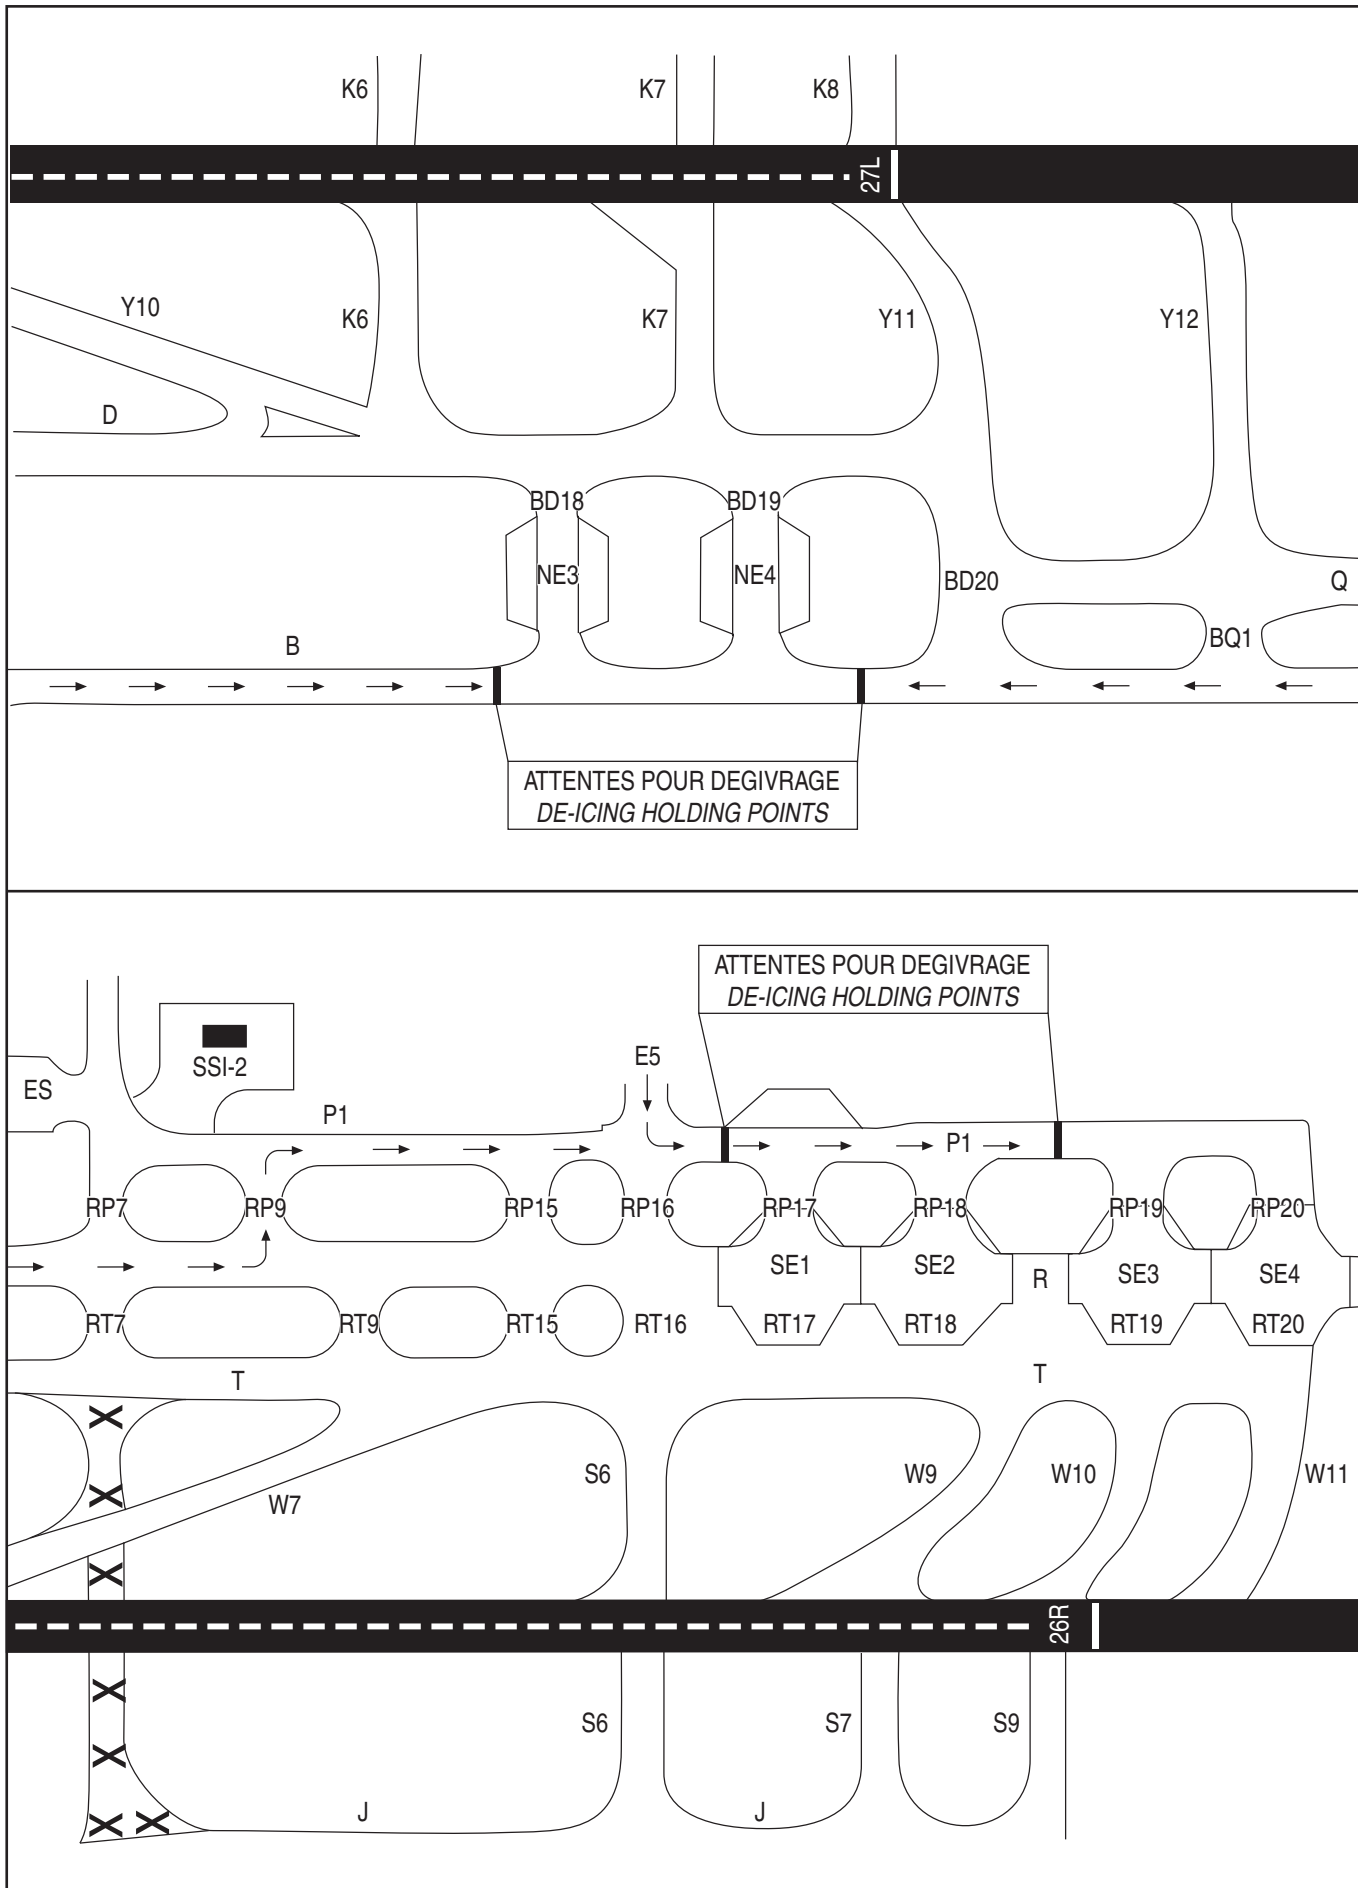 K6
K7
K8
27L
Y10
K6
K7
Y11
Y12
D
BD18
BD19
NE3
NE4
BD20
Q
B
BQ1
ATTENTES POUR DEGIVRAGE
DE-ICING HOLDING POINTS
ATTENTES POUR DEGIVRAGE
DE-ICING HOLDING POINTS
SSI-2
E5
ES
P1
P1
RP7
RP9
RP15
RP16
RP17
RP18
RP19
RP20
SE1
SE2
R
SE3
SE4
RT7
RT9
RT15
RT16
RT17
RT18
RT19
RT20
T
T
S6
W9
W10
W11
W7
26R
S6
S7
S9
J
J